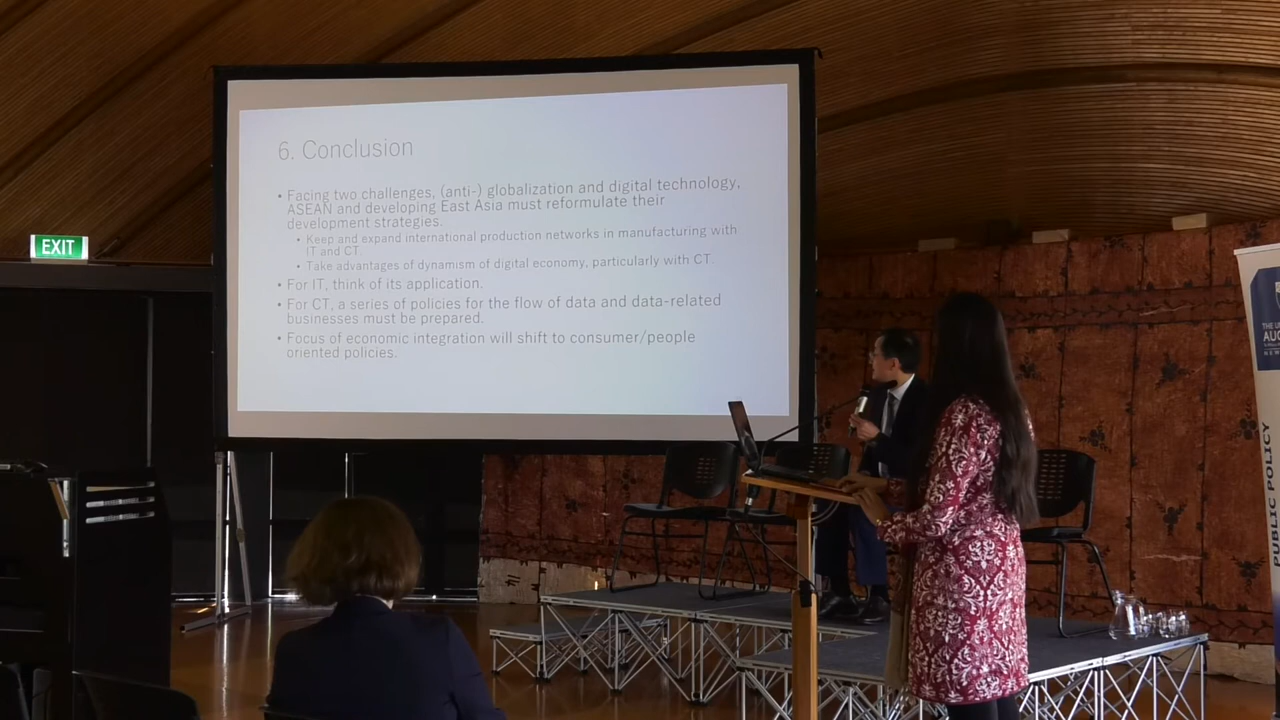 EXIT
6. Conclusion
• Facing two challenges, (anti-) globalization and digital technology,
ASEAN and developing East Asia must reformulate their
development strategies.
• Keep and expand international production networks in manufacturing with
IT and CT.
• Take advantages of dynamism of digital economy, particularly with CT.
• For IT, think of its application.
• For CT, a series of policies for the flow of data and data-related
businesses must be prepared.
• Focus of economic integration will shift to consumer/people
oriented policies.
THE U
AUC
NEW
PUBLIC POLICY